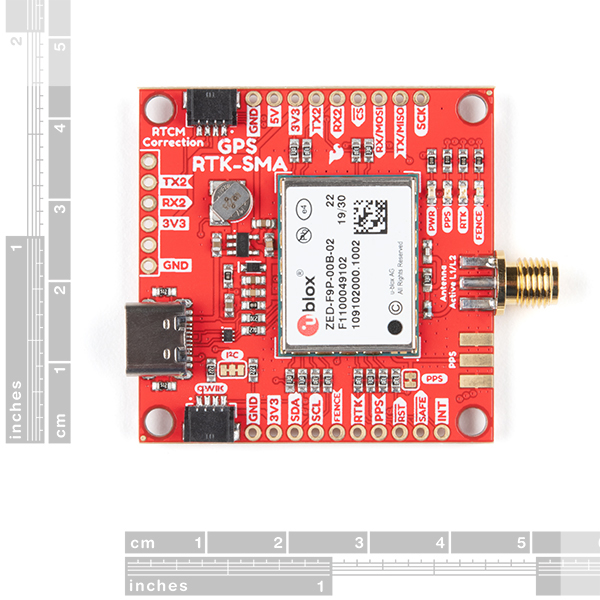 2
5
4
3
1
2
1
inches
cm
GND
5V
3V3
TX2
RX2
CS
RX/MOSI
TX/MISO
SCK
RTCM
Correction
GPS
RTK-SMA
TX2
RX2
3V3
GND
PWR
PPS
RTK
FENCE
e4
22
19/30
u
blox®
ZED-F9P-00B-02
F1100049102
109102000.1002
C
u-blox AG
All Rights Reserved
Antenna
Active L1/L2
PPS
I²C
qwiic
PPS
GND
3V3
SDA
SCL
FENCE
RTK
PPS
RST
SAFE
INT
cm 1 2 3 4 5
inches 1